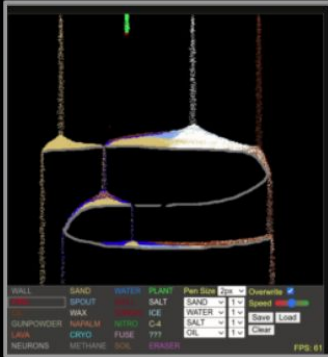 WALL SAND WATER PLANT Pen Size 2px Overwrite
SPOUT SALT SAND 1 Speed
WAX ICE WATER 1 Save Load
GUNPOWDER NAPALM NITRO C-4 SALT 1 Clear
LAVA CRYO FUSE ??? OIL 1
NEURONS METHANE SOIL ERASER FPS: 61